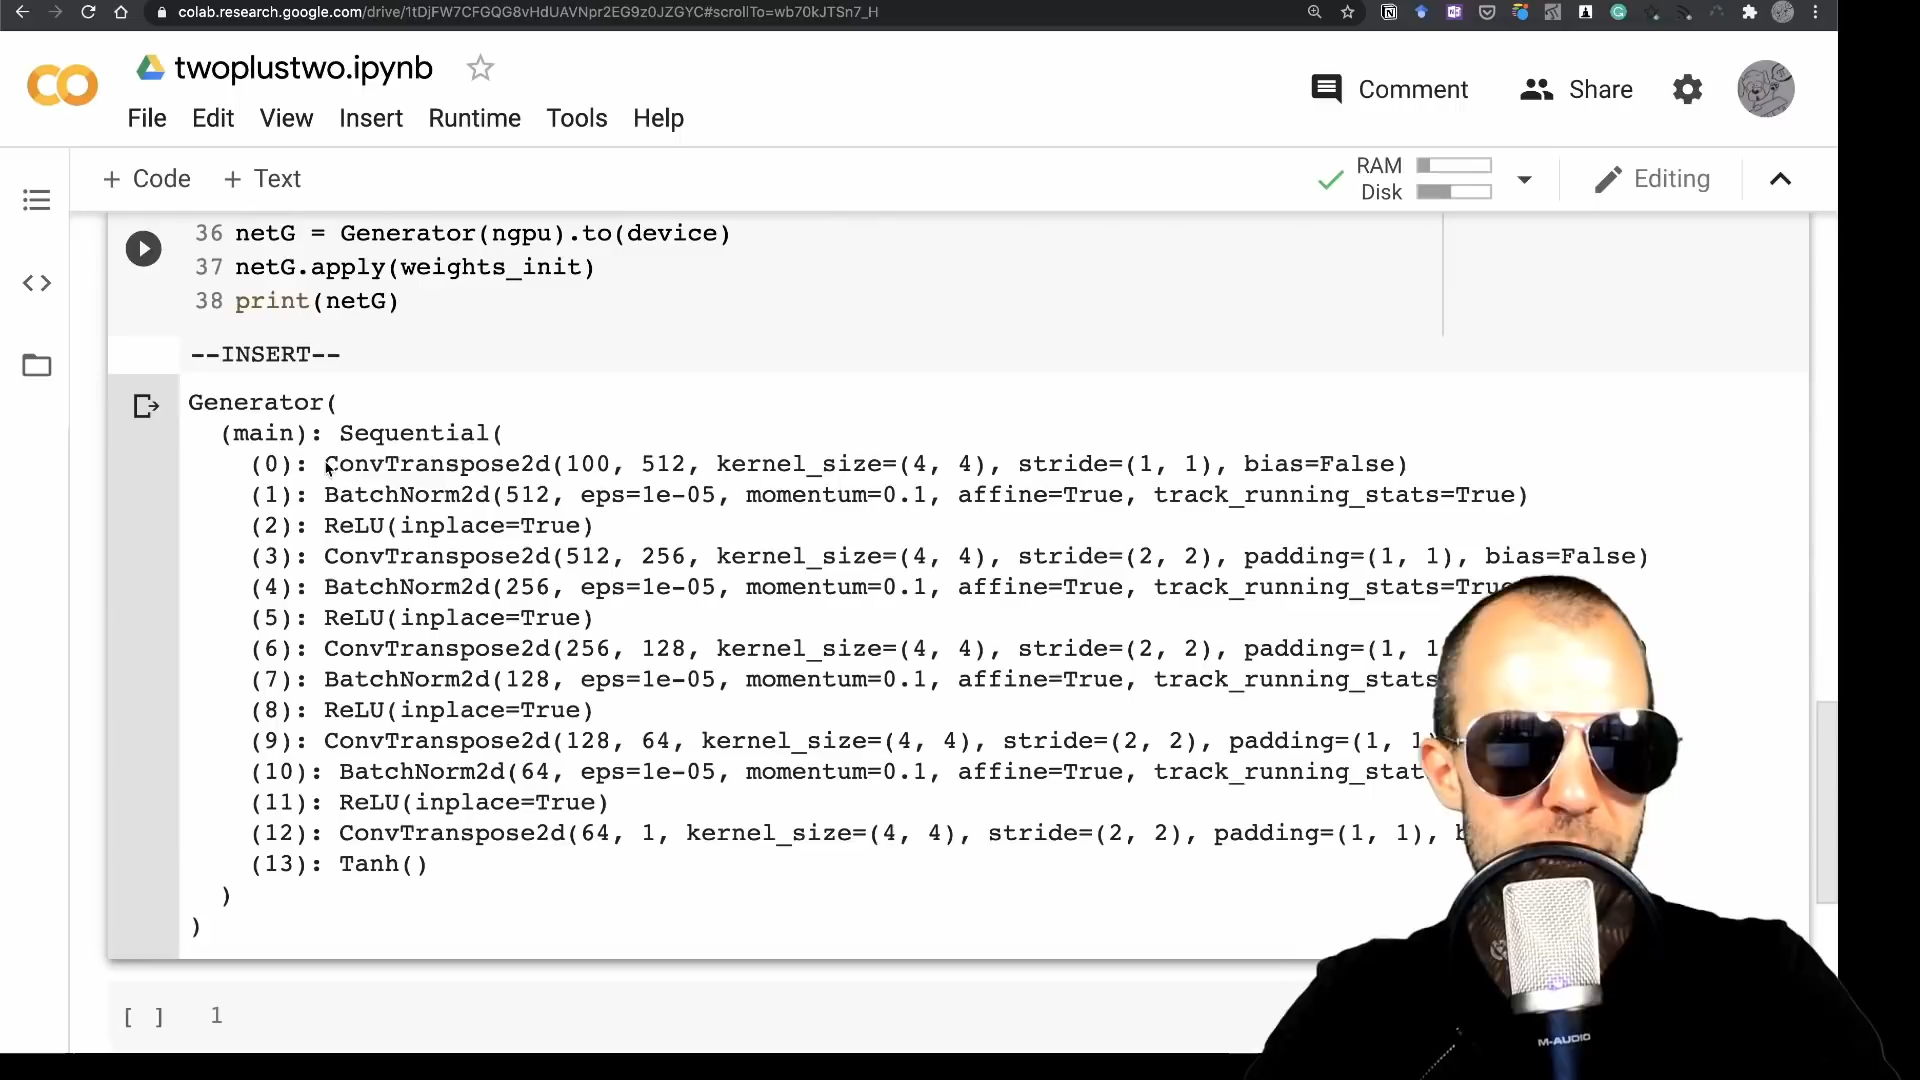 colab.research.google.com/drive/1tDjFW7CFGQG8vHdUAVNpr2EG9z0JZGYC#scrollTo=wb70kJTSn7_H
twoplustwo.ipynb
File Edit View Insert Runtime Tools Help
Comment
Share
+ Code + Text
RAM
Disk
Editing
36 netG = Generator(ngpu).to(device)
37 netG.apply(weights_init)
38 print(netG)
--INSERT--
Generator(
(main): Sequential(
(0): ConvTranspose2d(100, 512, kernel_size=(4, 4), stride=(1, 1), bias=False)
(1): BatchNorm2d(512, eps=1e-05, momentum=0.1, affine=True, track_running_stats=True)
(2): ReLU(inplace=True)
(3): ConvTranspose2d(512, 256, kernel_size=(4, 4), stride=(2, 2), padding=(1, 1), bias=False)
(4): BatchNorm2d(256, eps=1e-05, momentum=0.1, affine=True, track_running_stats=True
(5): ReLU(inplace=True)
(6): ConvTranspose2d(256, 128, kernel_size=(4, 4), stride=(2, 2), padding=(1, 1
(7): BatchNorm2d(128, eps=1e-05, momentum=0.1, affine=True, track_running_stats
(8): ReLU(inplace=True)
(9): ConvTranspose2d(128, 64, kernel_size=(4, 4), stride=(2, 2), padding=(1, 1
(10): BatchNorm2d(64, eps=1e-05, momentum=0.1, affine=True, track_running_stat
(11): ReLU(inplace=True)
(12): ConvTranspose2d(64, 1, kernel_size=(4, 4), stride=(2, 2), padding=(1, 1), b
(13): Tanh()
)
)
[ ] 1
M-AUDIO